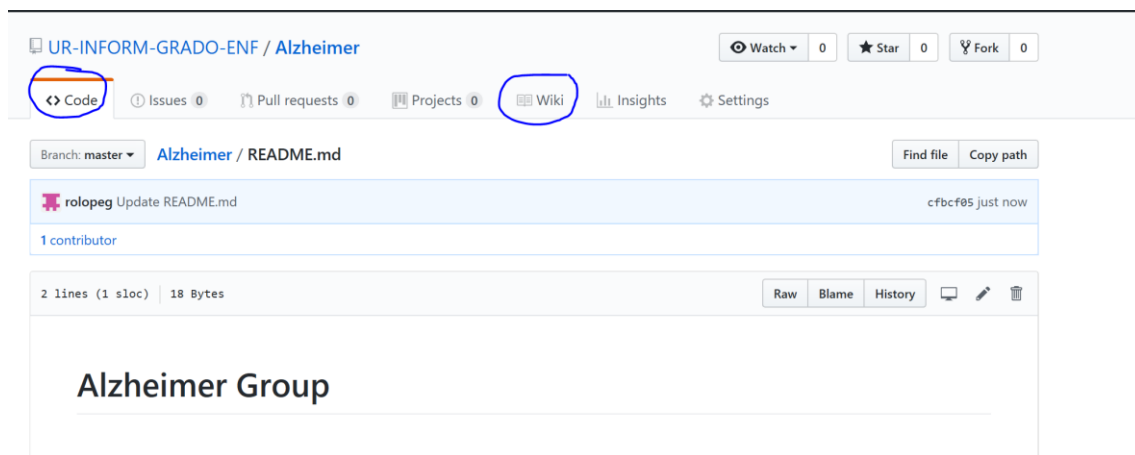 UR-INFORM-GRADO-ENF / Alzheimer
Watch 0 Star 0 Fork 0
<> Code Issues 0 Pull requests 0 Projects 0 Wiki Insights Settings
Branch: master Alzheimer / README.md Find file Copy path
rolopeg Update README.md cfbcf05 just now
1 contributor
2 lines (1 sloc) 18 Bytes Raw Blame History
Alzheimer Group